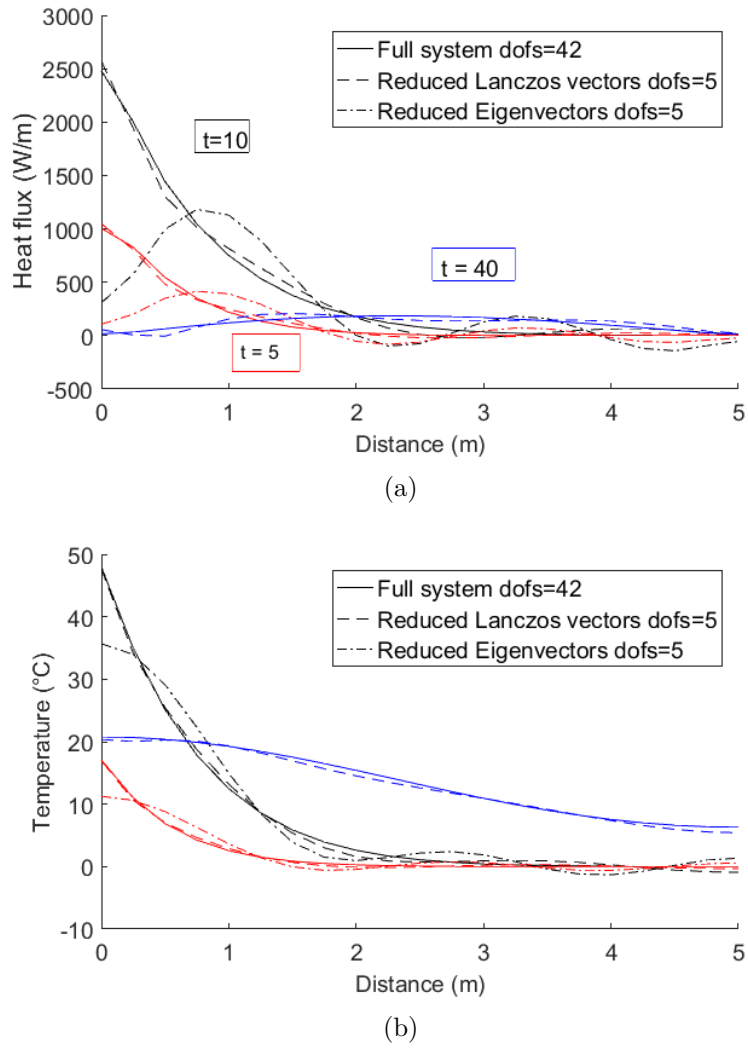 3000
2500
2000
1500
1000
500
0
-500
Heat flux (W/m)
Full system dofs=42
Reduced Lanczos vectors dofs=5
Reduced Eigenvectors dofs=5
t=10
t = 40
t = 5
0 1 2 3 4 5
Distance (m)
(a)
50
40
30
20
10
0
-10
Temperature (°C)
Full system dofs=42
Reduced Lanczos vectors dofs=5
Reduced Eigenvectors dofs=5
0 1 2 3 4 5
Distance (m)
(b)